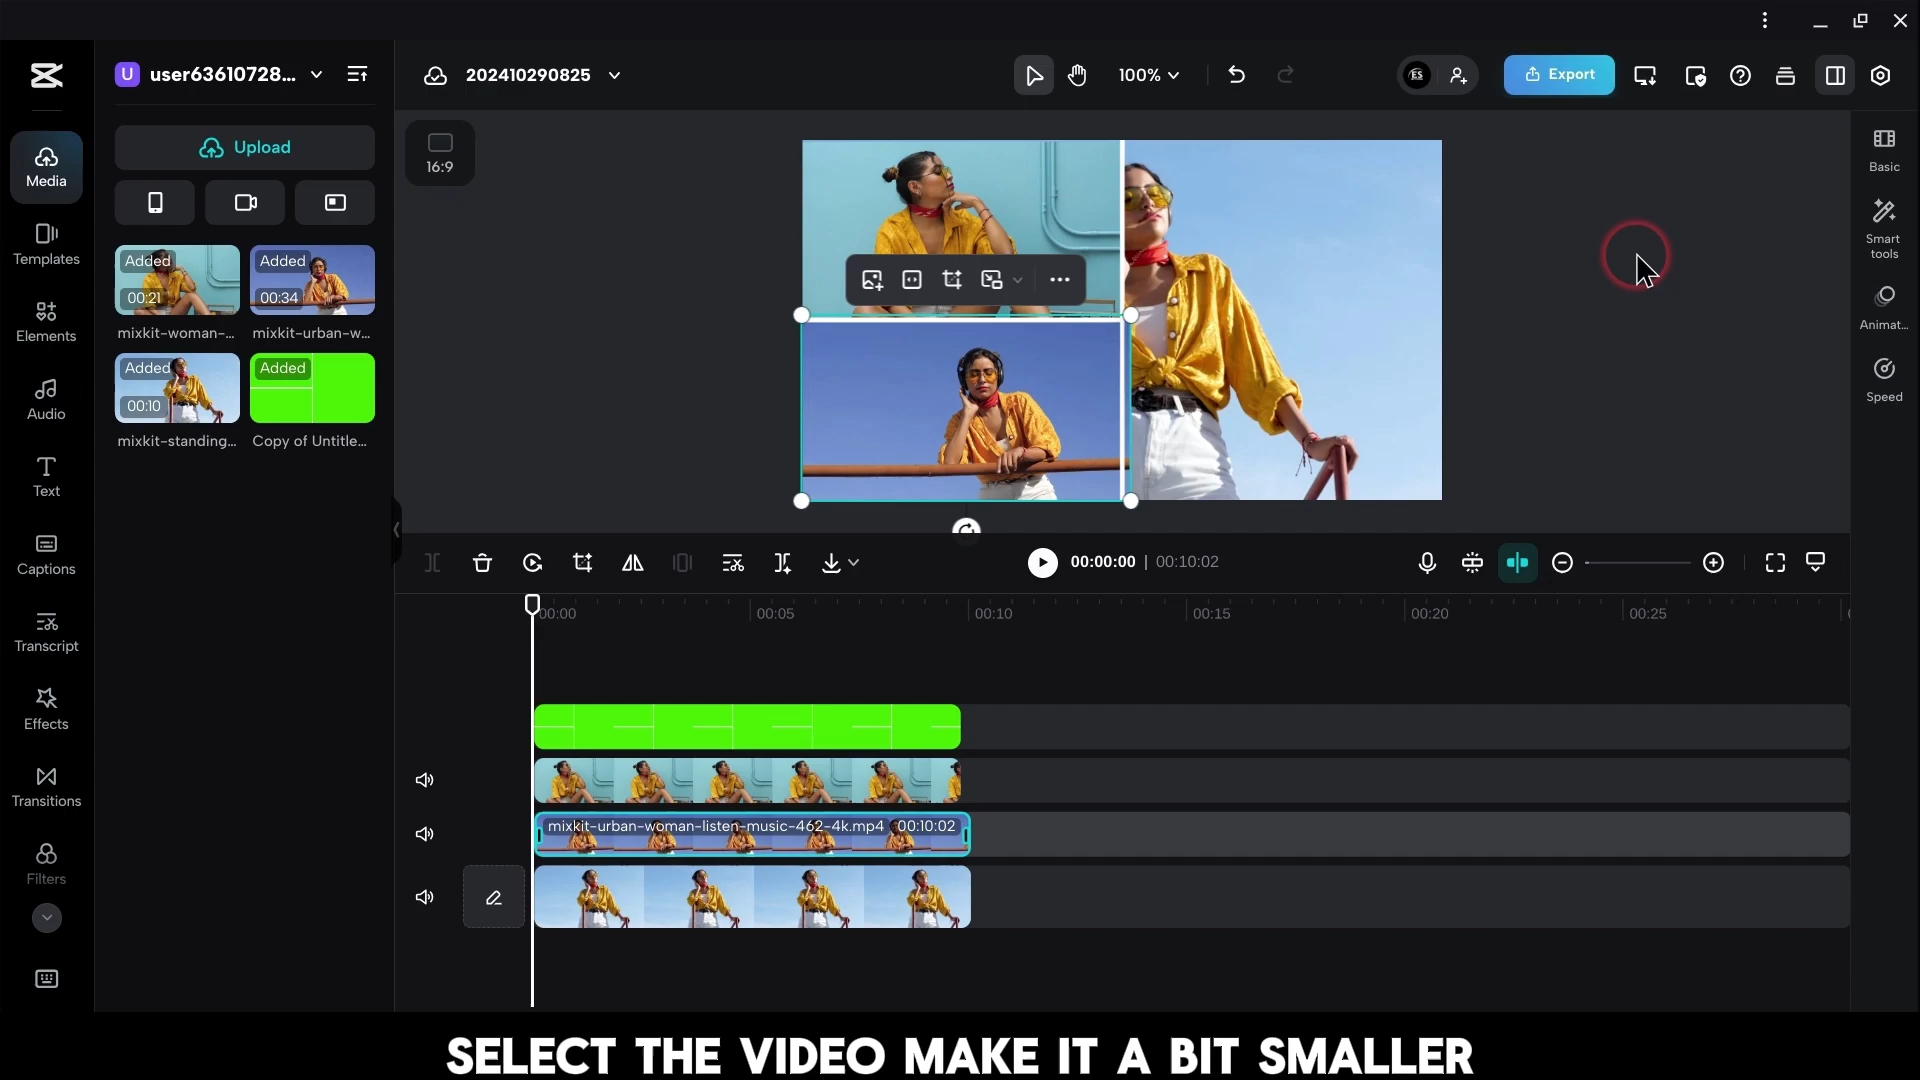 U user63610728...
202410290825
100%
ES
Export
Upload
Media
Templates
Elements
Audio
Text
Captions
Transcript
Effects
Transitions
Filters
Added
00:21
mixkit-woman-...
Added
00:34
mixkit-urban-w...
Added
00:10
mixkit-standing...
Added
Copy of Untitle...
16:9
Basic
Smart
tools
Animat...
Speed
00:00:00 | 00:10:02
00:00 00:05 00:10 00:15 00:20 00:25
mixkit-urban-woman-listen-music-462-4k.mp4 00:10:02
SELECT THE VIDEO MAKE IT A BIT SMALLER